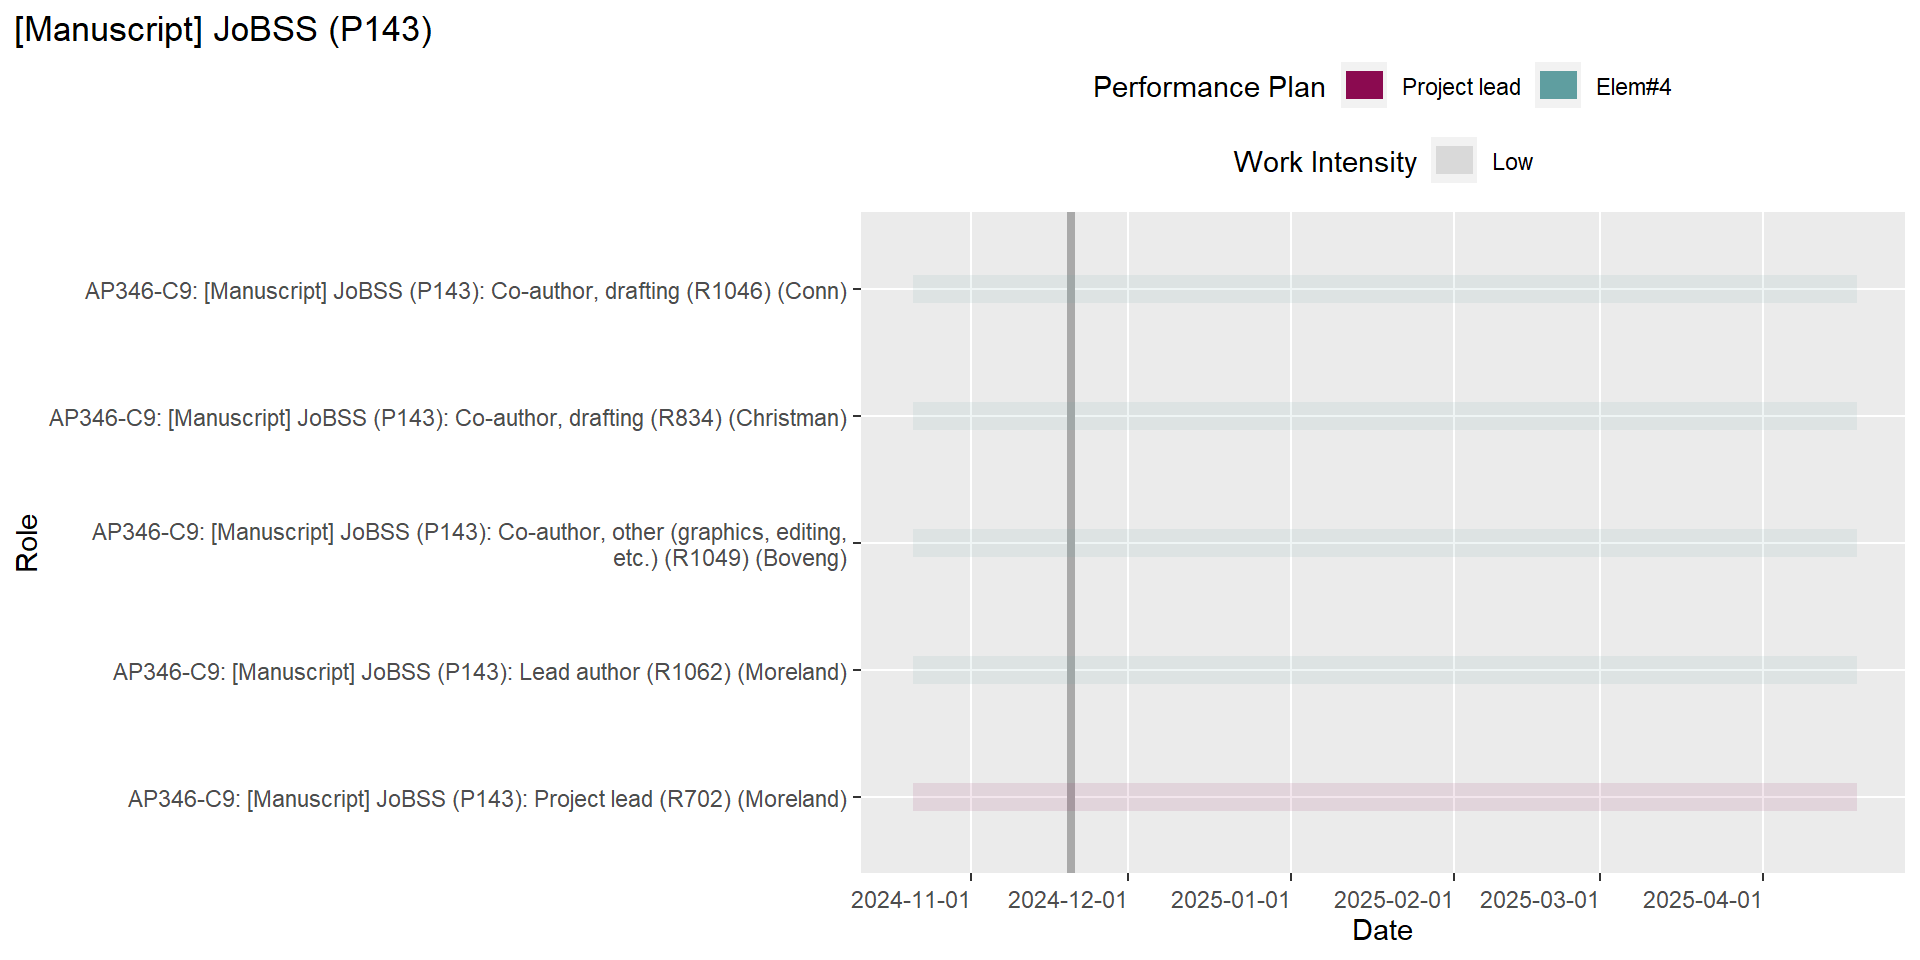 [Manuscript] JoBSS (P143)
Performance Plan
Project lead
Elem#4
Work Intensity
Low
Role
AP346-C9: [Manuscript] JoBSS (P143): Co-author, drafting (R1046) (Conn)
AP346-C9: [Manuscript] JoBSS (P143): Co-author, drafting (R834) (Christman)
AP346-C9: [Manuscript] JoBSS (P143): Co-author, other (graphics, editing,
etc.) (R1049) (Boveng)
AP346-C9: [Manuscript] JoBSS (P143): Lead author (R1062) (Moreland)
AP346-C9: [Manuscript] JoBSS (P143): Project lead (R702) (Moreland)
2024-11-01
2024-12-01
2025-01-01
2025-02-01
2025-03-01
2025-04-01
Date